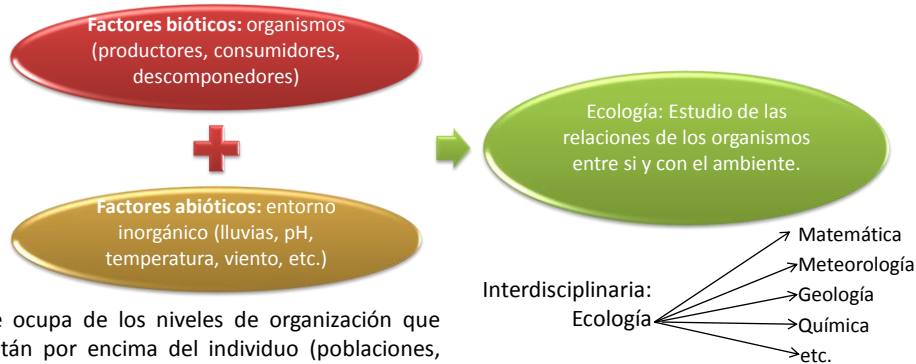 Factores bióticos: organismos
(productores, consumidores,
descomponedores)
Factores abióticos: entorno
inorgánico (lluvias, pH,
temperatura, viento, etc.)
Ecología: Estudio de las
relaciones de los organismos
entre si y con el ambiente.
Interdisciplinaria:
Ecología
Matemática
Meteorología
Geología
Química
etc.
ocupa de los niveles de organización que
por encima del individuo (poblaciones,